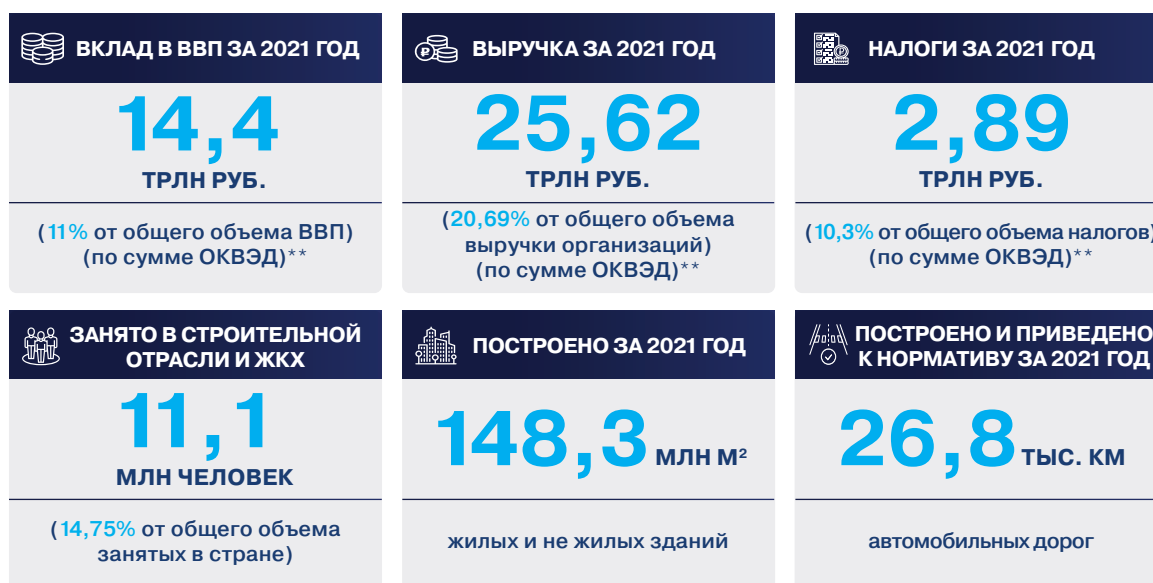 ВКЛАД В ВВП ЗА 2021 ГОД
14,4
ТРЛН РУБ.
(11% от общего объема ВВП)
(по сумме ОКВЭД)**
ВЫРУЧКА ЗА 2021 ГОД
25,62
ТРЛН РУБ.
(20,69% от общего объема
выручки организаций)
(по сумме ОКВЭД)**
НАЛОГИ ЗА 2021 ГОД
2,89
ТРЛН РУБ.
(10,3% от общего объема налогов)
(по сумме ОКВЭД)**
ЗАНЯТО В СТРОИТЕЛЬНОЙ
ОТРАСЛИ И ЖКХ
11,1
МЛН ЧЕЛОВЕК
(14,75% от общего объема
занятых в стране)
ПОСТРОЕНО ЗА 2021 ГОД
148,3 МЛН М²
жилых и не жилых зданий
ПОСТРОЕНО И ПРИВЕДЕНО
К НОРМАТИВУ ЗА 2021 ГОД
26,8 ТЫС. КМ
автомобильных дорог